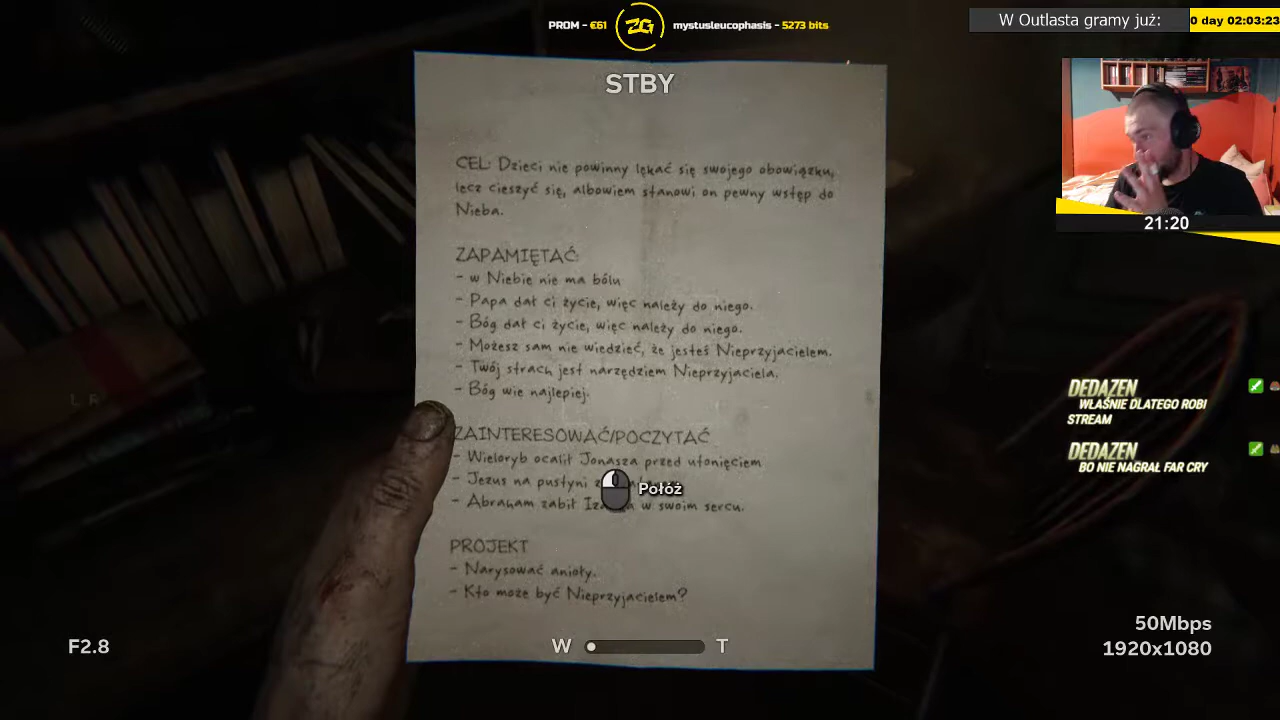 PROM - €61
ZG
mystusleucophasis - 5273 bits
W Outlasta gramy już:
0 day 02:03:23
STBY
21:20
CEL: Dzieci nie powinny lękać się swojego obowiązku,
lecz cieszyć się, albowiem stanowi on pewny wstęp do
Nieba.
ZAPAMIĘTAĆ:
- w Niebie nie ma bólu
- Papa dał ci życie, więc należy do niego.
- Bóg dał ci życie, więc należy do niego.
- Możesz sam nie wiedzieć, że jesteś Nieprzyjacielem.
- Twój strach jest narzędziem Nieprzyjaciela.
- Bóg wie najlepiej.
ZAINTERESOWAĆ/POCZYTAĆ
- Wieloryb ocalił Jonasza przed utonięciem
- Jezus na pustyni
- Abraham zabił w swoim sercu.
Połóż
PROJEKT
- Narysować anioły.
- Kto może być Nieprzyjacielem?
DEDAZEN
WŁAŚNIE DLATEGO ROBI
STREAM
DEDAZEN
BO NIE NAGRAŁ FAR CRY
F2.8
W
T
50Mbps
1920x1080